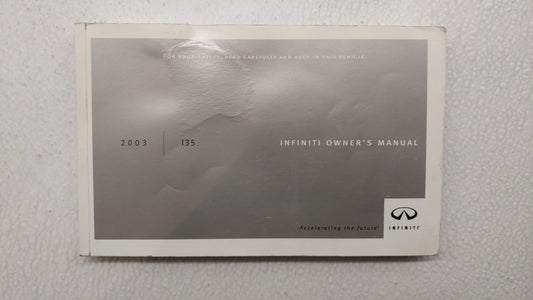 FOR YOUR SAFETY, READ CAREFULLY AND KEEP IN THIS VEHICLE
2003 I35 INFINITI OWNER'S MANUAL
Accelerating the future
INFINITI